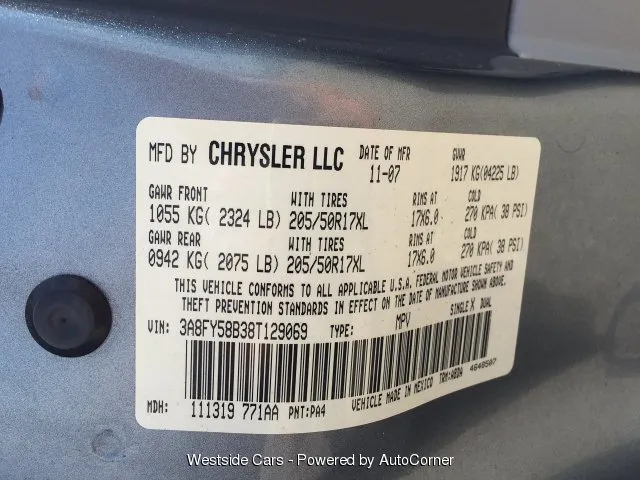 MFD BY CHRYSLER LLC DATE OF MFR GVWR
11-07 1917 KG(04225 LB)
GAWR FRONT WITH TIRES RIMS AT COLD
1055 KG( 2324 LB) 205/50R17XL 17X6.0 270 KPA( 38 PSI)
GAWR REAR WITH TIRES RIMS AT COLD
0942 KG( 2075 LB) 205/50R17XL 17X6.0 270 KPA( 38 PSI)
THIS VEHICLE CONFORMS TO ALL APPLICABLE U.S.A. FEDERAL MOTOR VEHICLE SAFETY AND
THEFT PREVENTION STANDARDS IN EFFECT ON THE DATE OF MANUFACTURE SHOWN ABOVE.
VIN: 3A8FY58B38T129069 TYPE: MPV SINGLE X DUAL
MDH: 111319 771AA PNT:PA4 VEHICLE MADE IN MEXICO TRM:ABDA 4648507
Westside Cars - Powered by AutoCorner